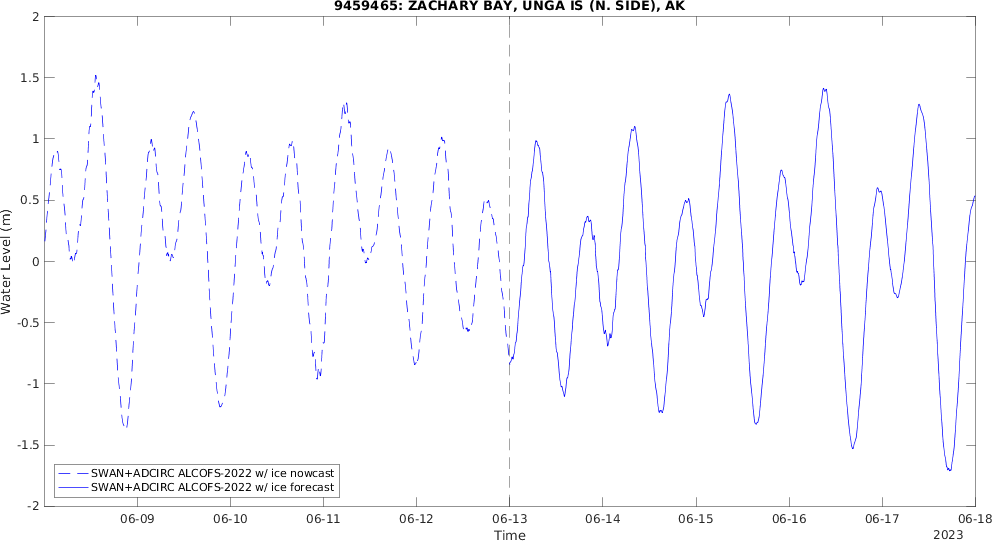 9459465: ZACHARY BAY, UNGA IS (N. SIDE), AK
Water Level (m)
2
1.5
1
0.5
0
-0.5
-1
-1.5
-2
SWAN+ADCIRC ALCOFS-2022 w/ ice nowcast
SWAN+ADCIRC ALCOFS-2022 w/ ice forecast
06-09 06-10 06-11 06-12 06-13 06-14 06-15 06-16 06-17 06-18
Time
2023